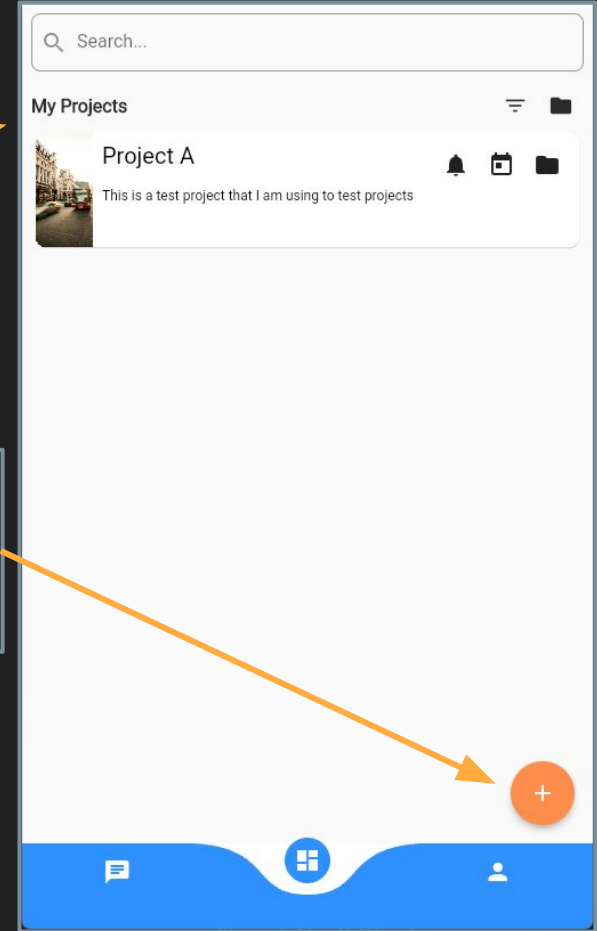 Search...
My Projects
Project A
This is a test project that I am using to test projects